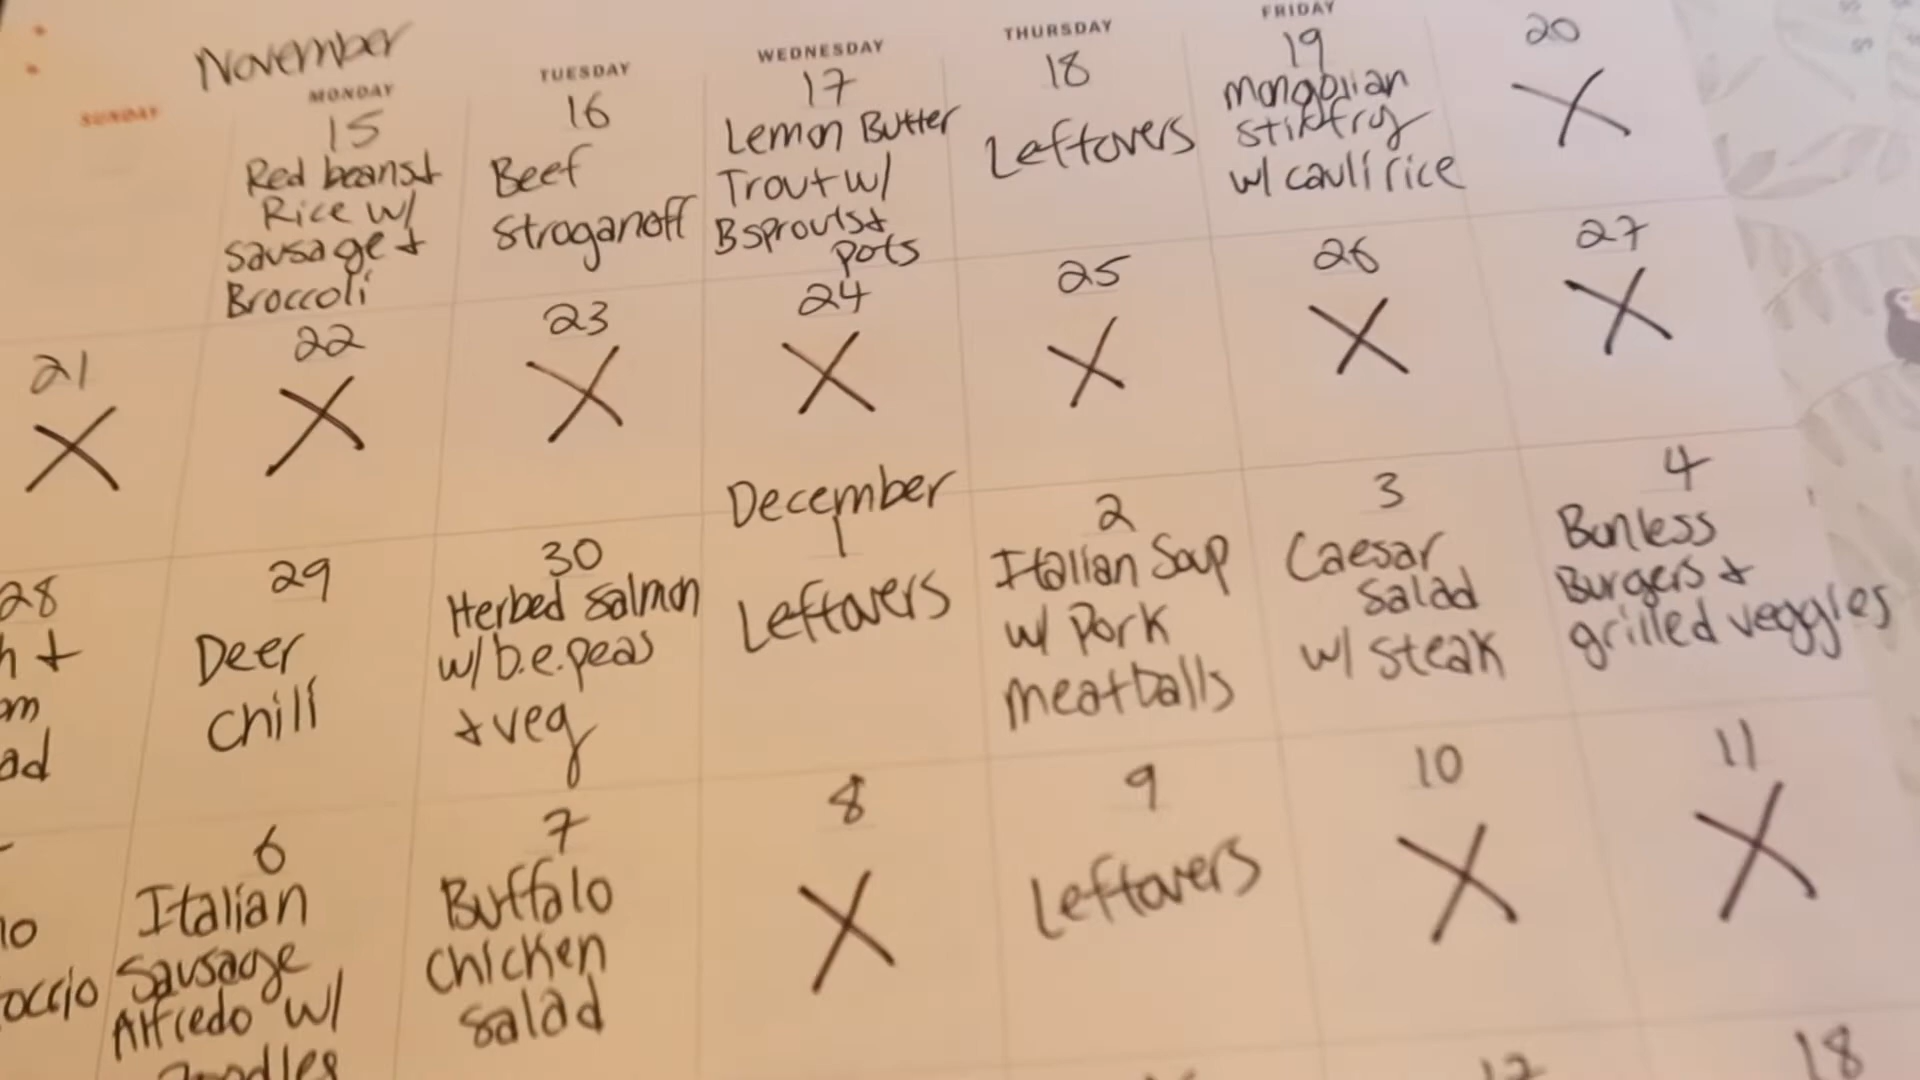 November
SUNDAY
MONDAY
TUESDAY
WEDNESDAY
THURSDAY
FRIDAY
15
Red beans+
Rice w/
sausage +
Broccoli
16
Beef
Stroganoff
17
Lemon Butter
Trout w/
Bsprouts+
pots
18
Leftovers
19
Mongolian
stirfry
w/ cauli rice
20
X
21
X
22
X
23
X
24
X
25
X
26
X
27
X
28
29
Deer
chili
30
Herbed salmon
w/ b.e. peas
+ veg
December
1
Leftovers
2
Italian Soup
w/ Pork
meatballs
3
Caesar
Salad
w/ steak
4
Bunless
Burgers +
grilled veggies
6
Italian
Sausage
Alfredo w/
7
Buffalo
chicken
salad
8
X
9
Leftovers
10
X
11
X
18